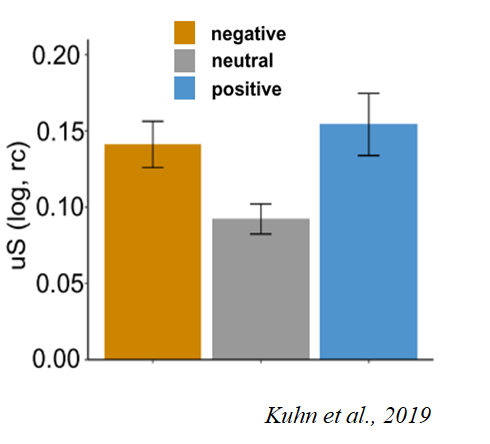 negative
neutral
positive
0.20
0.15
0.10
0.05
0.00
uS (log, rc)
Kuhn et al., 2019